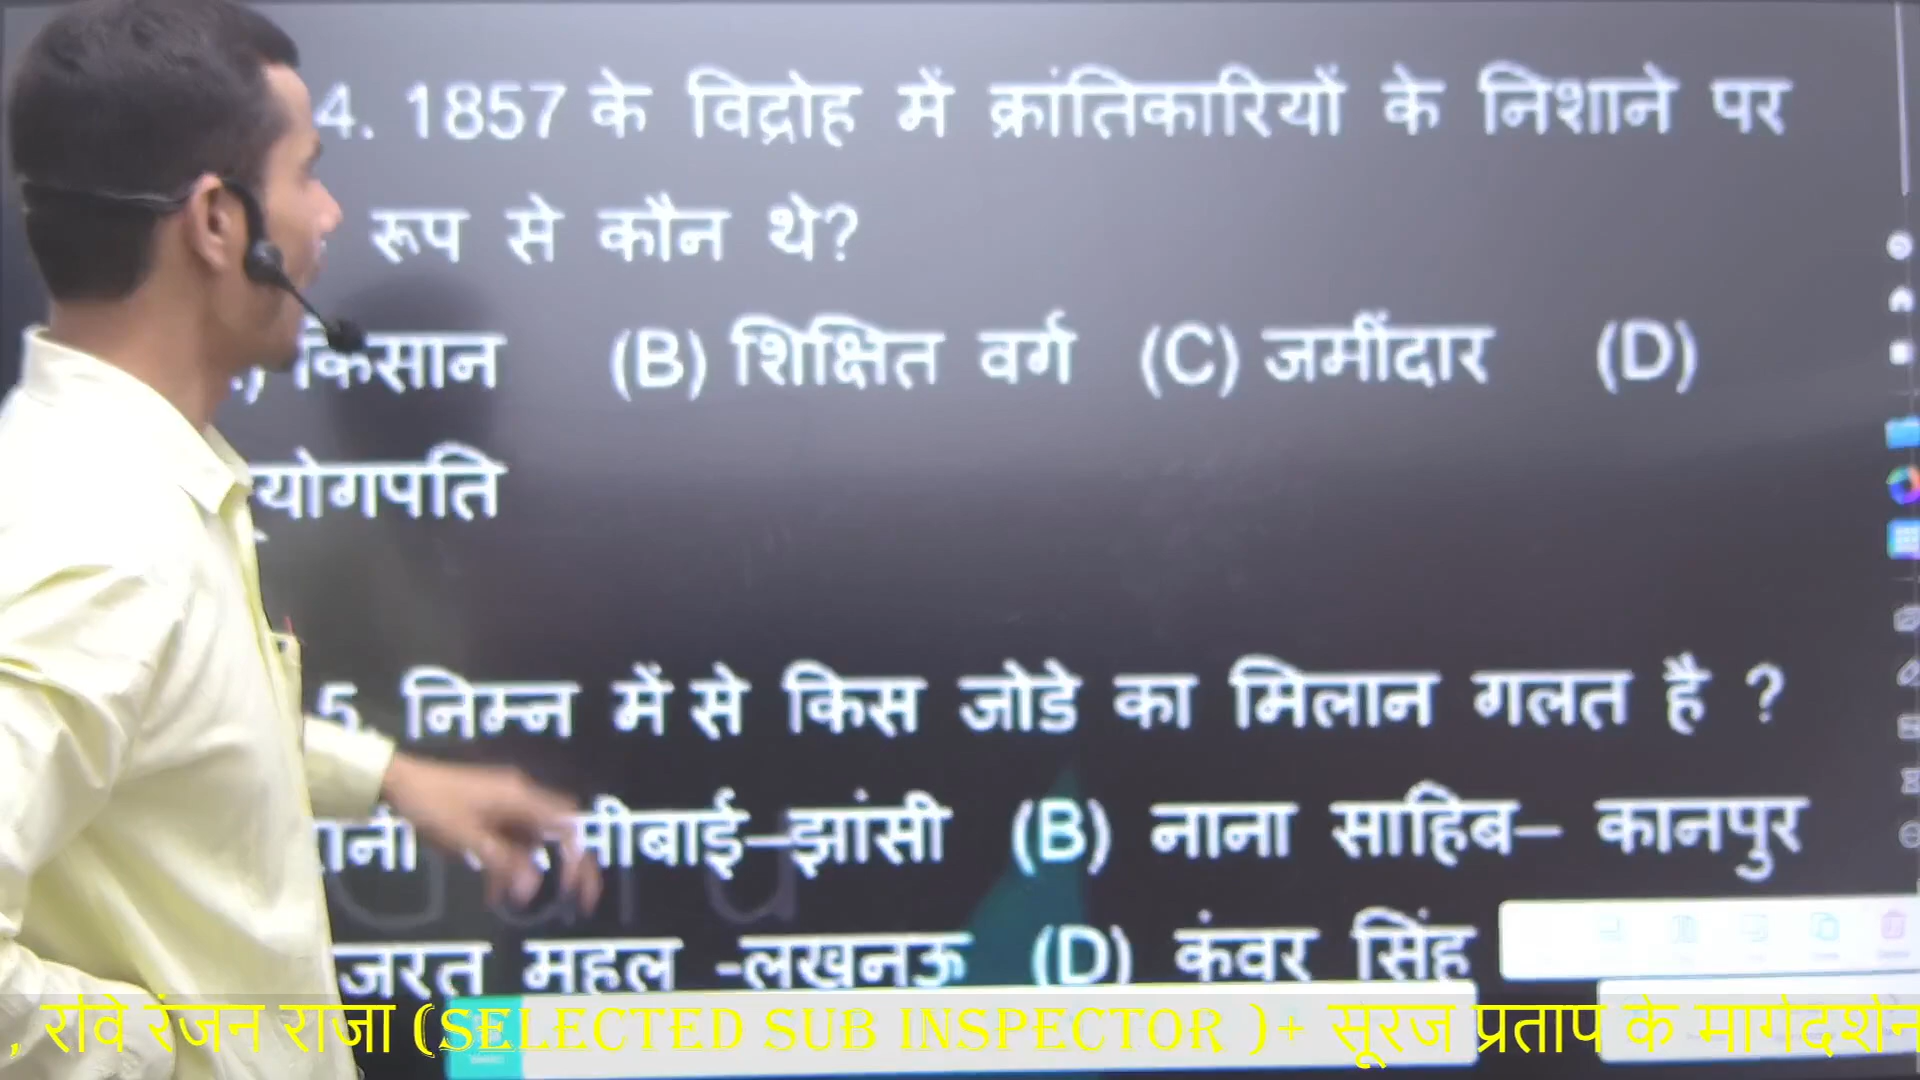 4. 1857 के विद्रोह में क्रांतिकारियों के निशाने पर
रूप से कौन थे?
किसान (B) शिक्षित वर्ग (C) जमींदार (D)
योगपति
5. निम्न में से किस जोडे का मिलान गलत है ?
मीबाई–झांसी (B) नाना साहिब– कानपुर
जरत महल -लखनऊ (D) कंवर सिंह
, रवि रंजन राजा (SELECTED SUB INSPECTOR )+ सूरज प्रताप के मार्गदर्शन